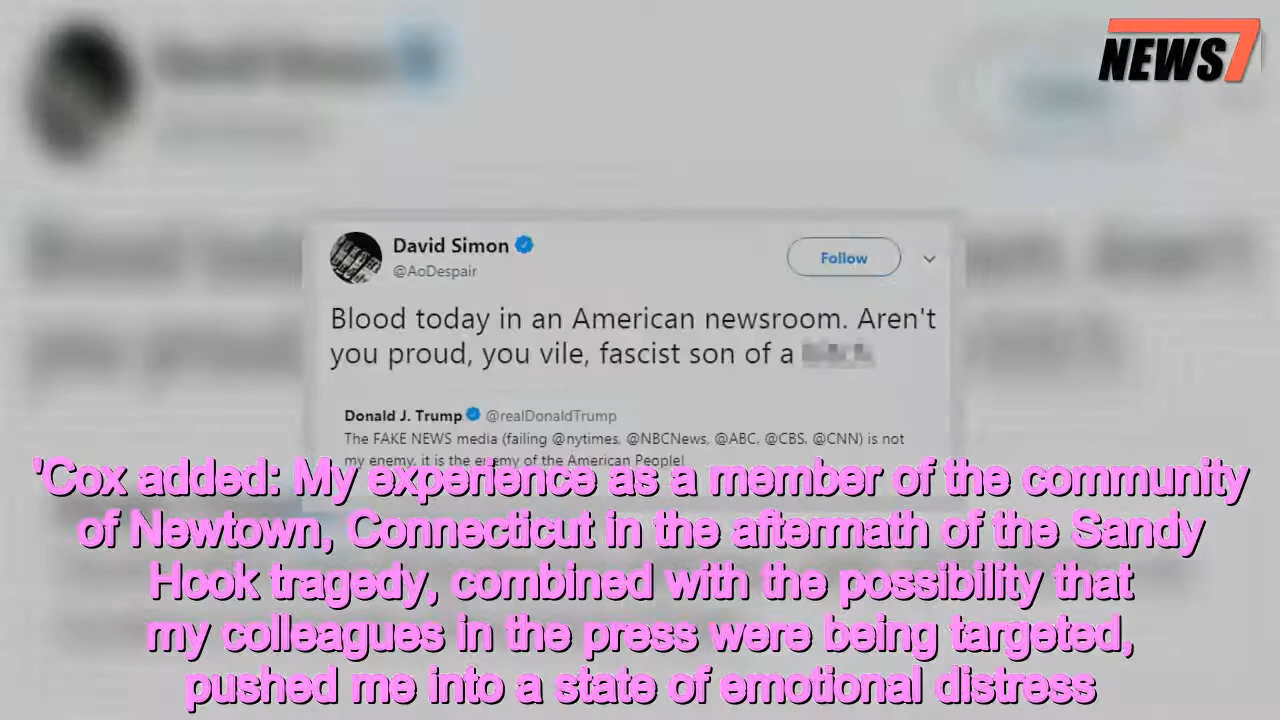 NEWS7
David Simon
@AoDespair
Follow
Blood today in an American newsroom. Aren't
you proud, you vile, fascist son of a
Donald J. Trump @realDonaldTrump
The FAKE NEWS media (failing @nytimes, @NBCNews, @ABC, @CBS, @CNN) is not
my enemy, it is the enemy of the American People!
'Cox added: My experience as a member of the community
of Newtown, Connecticut in the aftermath of the Sandy
Hook tragedy, combined with the possibility that
my colleagues in the press were being targeted,
pushed me into a state of emotional distress